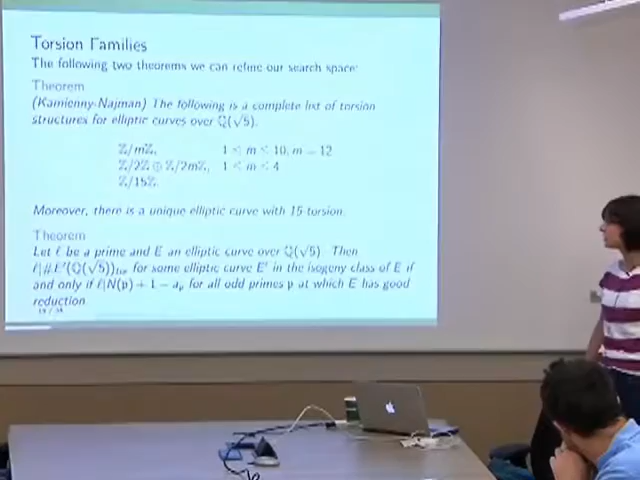 Torsion Families
The following two theorems we can refine our search space:
Theorem
(Kamienny-Najman) The following is a complete list of torsion
structures for elliptic curves over ℚ(√5).
ℤ/mℤ, 1 ≤ m ≤ 10, m = 12
ℤ/2ℤ ⊕ ℤ/2mℤ, 1 ≤ m ≤ 4
ℤ/15ℤ.
Moreover, there is a unique elliptic curve with 15-torsion.
Theorem
Let ℓ be a prime and E an elliptic curve over ℚ(√5). Then
ℓ|#E'(ℚ(√5))tor for some elliptic curve E' in the isogeny class of E if
and only if ℓ|N(𝔭) + 1 − a𝔭 for all odd primes 𝔭 at which E has good
reduction.